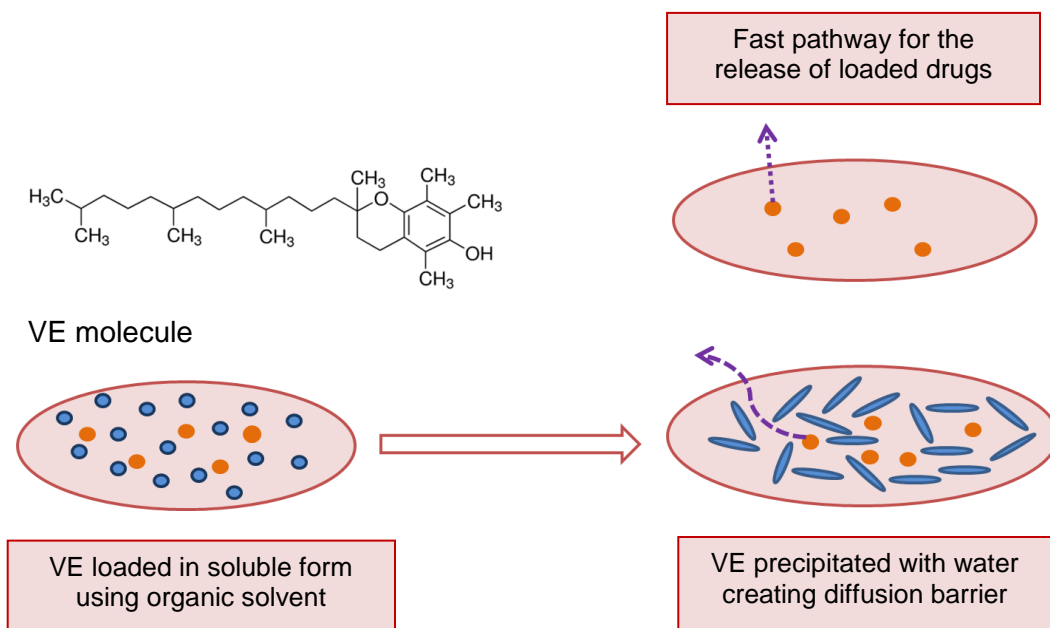 Fast pathway for the
release of loaded drugs
CH₃
CH₃
H₃C
O
CH₃
CH₃
CH₃
CH₃
OH
CH₃
VE molecule
VE loaded in soluble form
using organic solvent
VE precipitated with water
creating diffusion barrier